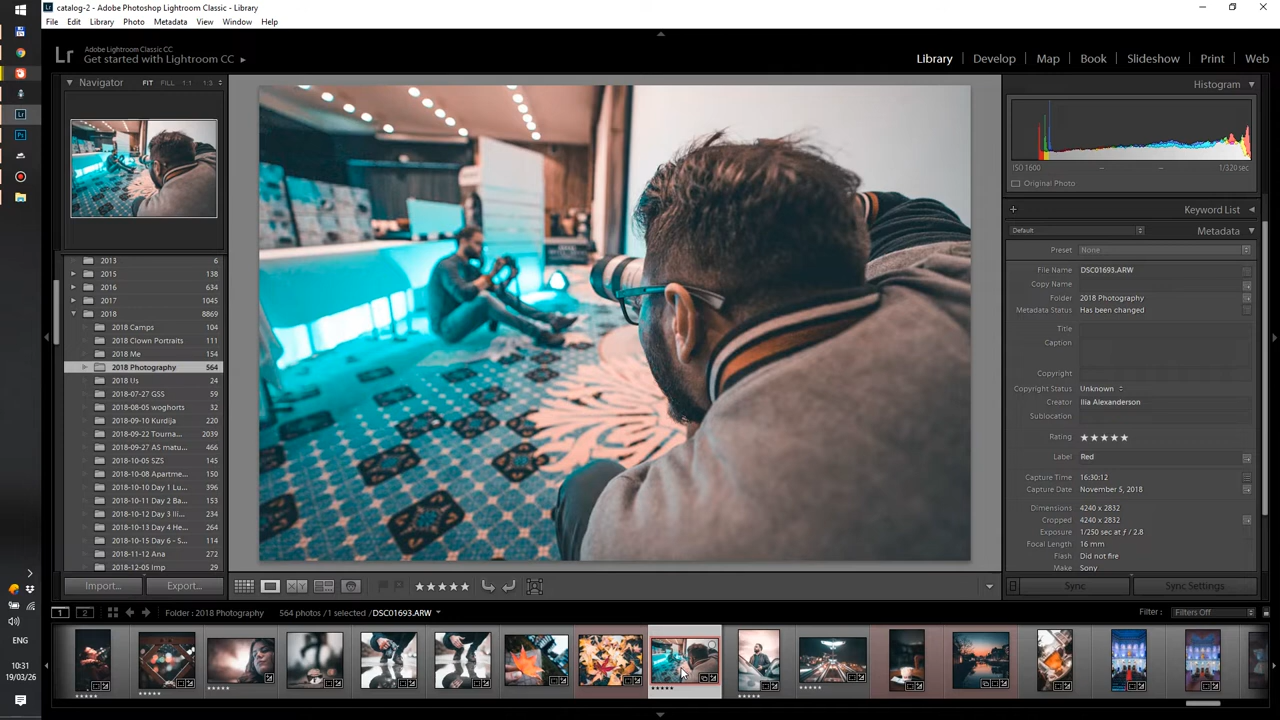 catalog-2 - Adobe Photoshop Lightroom Classic - Library
File Edit Library Photo Metadata View Window Help
Lr
Adobe Lightroom Classic CC
Get started with Lightroom CC
Library Develop Map Book Slideshow Print Web
Navigator FIT FILL 1:1 1:3
Histogram
ISO 1600 1/320 sec
Original Photo
Keyword List
Default Metadata
Preset None
File Name DSC01693.ARW
Copy Name
Folder 2018 Photography
Metadata Status Has been changed
Title
Caption
Copyright
Copyright Status Unknown
Creator Ilia Alexanderson
Sublocation
Rating ★★★★★
Label Red
Capture Time 16:30:12
Capture Date November 5, 2018
Dimensions 4240 x 2832
Cropped 4240 x 2832
Exposure 1/250 sec at ƒ / 2.8
Focal Length 16 mm
Flash Did not fire
Make Sony
Sync Sync Settings
2013 6
2015 138
2016 634
2017 1045
2018 8869
2018 Camps 104
2018 Clown Portraits 111
2018 Me 154
2018 Photography 564
2018 Us 24
2018-07-27 GSS 59
2018-08-05 woghorts 32
2018-09-10 Kurdija 220
2018-09-22 Tourna... 2039
2018-09-27 AS matu... 466
2018-10-05 SZS 145
2018-10-08 Apartme... 150
2018-10-10 Day 1 Lu... 396
2018-10-11 Day 2 Ba... 153
2018-10-12 Day 3 Ili... 234
2018-10-13 Day 4 He... 244
2018-10-15 Day 6 - S... 114
2018-11-12 Ana 272
2018-12-05 Imp 29
Import... Export...
XY
1 2 Folder : 2018 Photography 564 photos / 1 selected / DSC01693.ARW Filter : Filters Off
ENG
10:31
19/03/26